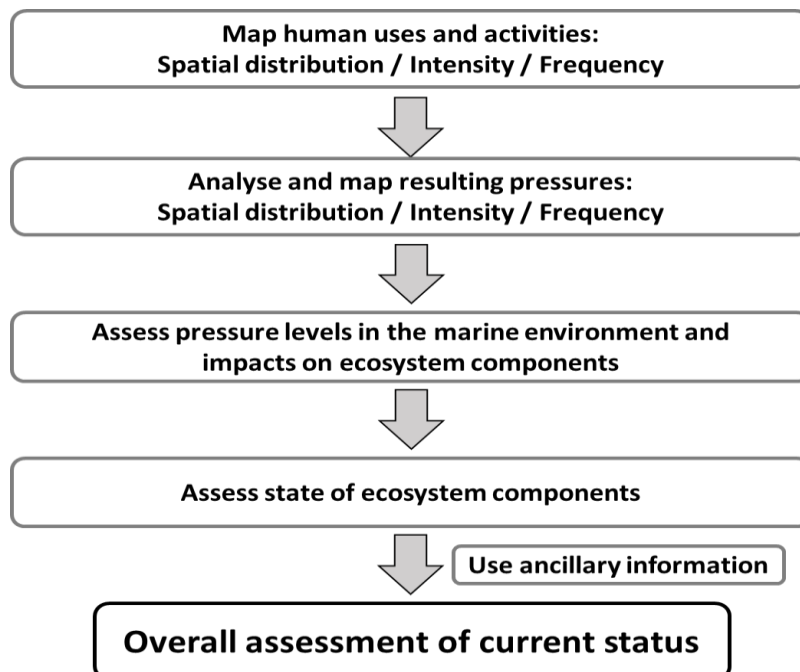 Map human uses and activities:
Spatial distribution / Intensity / Frequency
Analyse and map resulting pressures:
Spatial distribution / Intensity / Frequency
Assess pressure levels in the marine environment and
impacts on ecosystem components
Assess state of ecosystem components
Use ancillary information
Overall assessment of current status